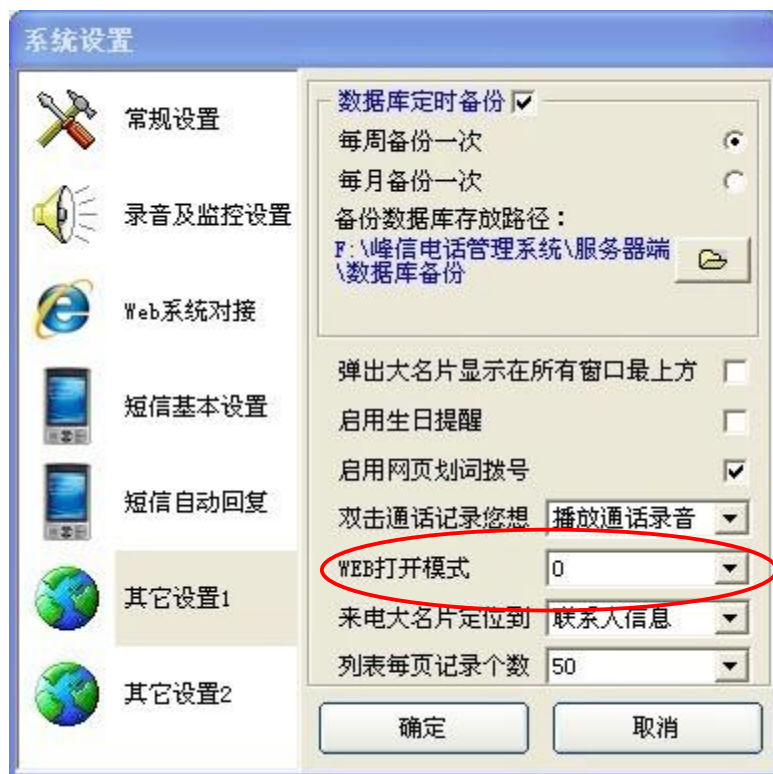 系统设置
常规设置
录音及监控设置
Web系统对接
短信基本设置
短信自动回复
其它设置1
其它设置2
数据库定时备份
每周备份一次
每月备份一次
备份数据库存放路径：
F:\峰信电话管理系统\服务器端
\数据库备份
弹出大名片显示在所有窗口最上方
启用生日提醒
启用网页划词拨号
双击通话记录您想 播放通话录音
WEB打开模式 0
来电大名片定位到 联系人信息
列表每页记录个数 50
确定 取消